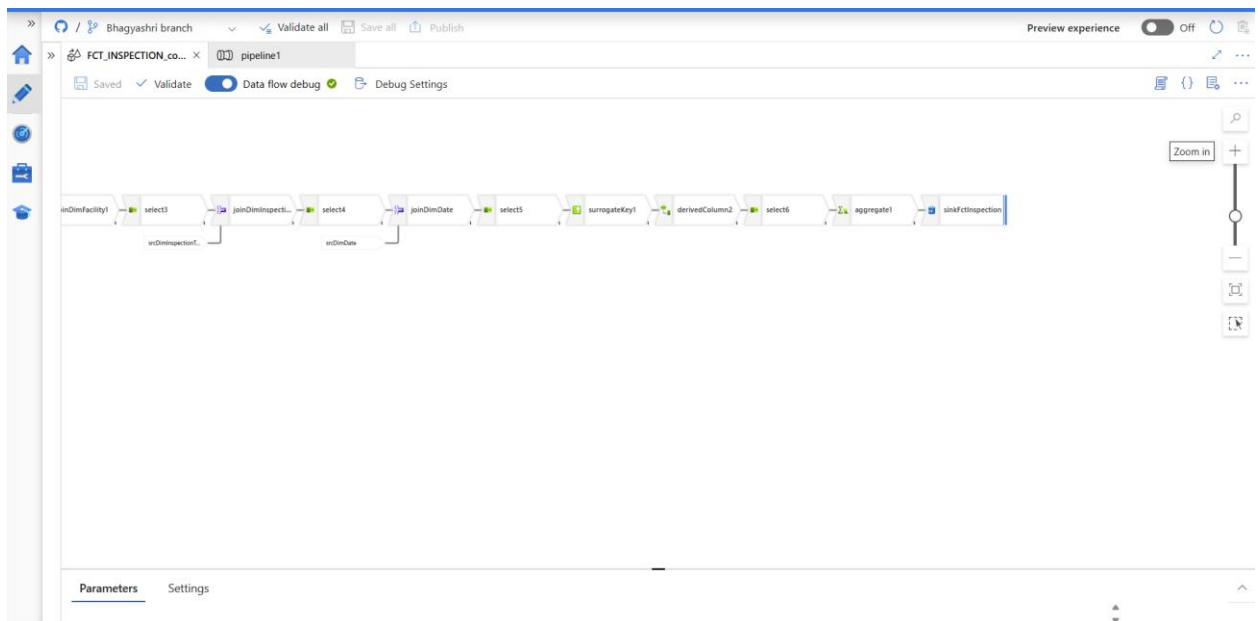 / Bhagyashri branch Validate all Save all Publish Preview experience Off
FCT_INSPECTION_co... pipeline1
Saved Validate Data flow debug Debug Settings
Zoom in
inDimFacility1 select3 joinDimInspecti... select4 joinDimDate select5 surrogateKey1 derivedColumn2 select6 aggregate1 sinkFctInspection
srcDimInspectionT... srcDimDate
Parameters Settings